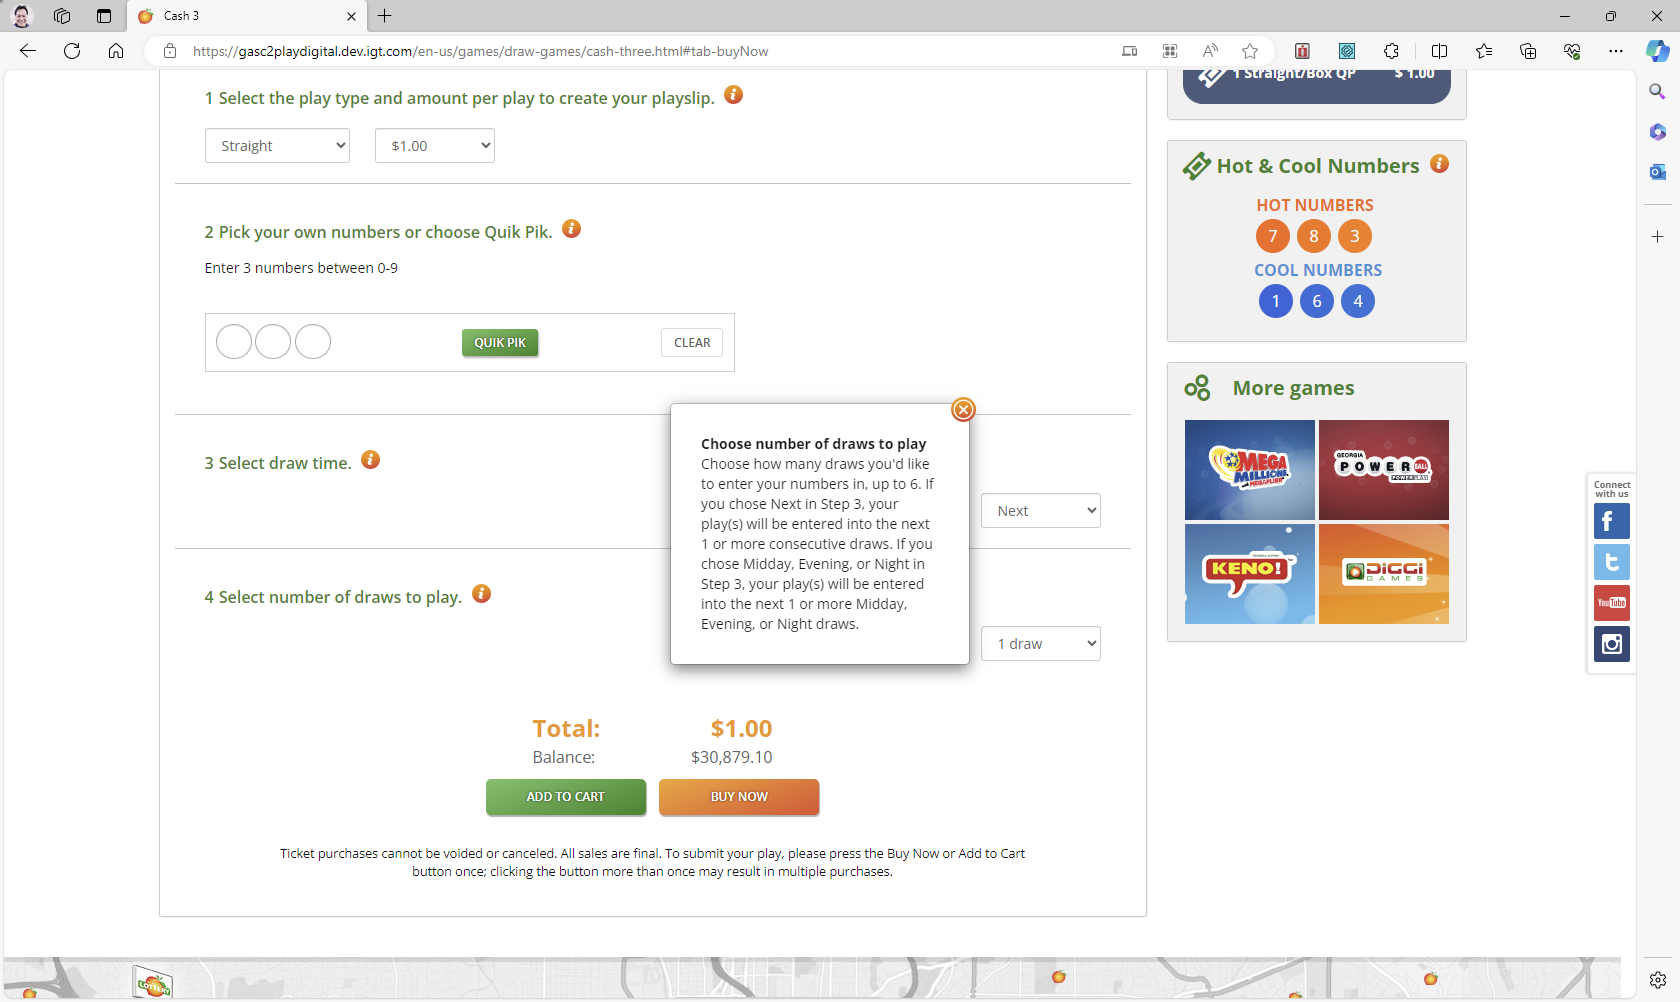 Cash 3
https://gasc2playdigital.dev.igt.com/en-us/games/draw-games/cash-three.html#tab-buyNow
1 Straight/Box QP $ 1.00
1 Select the play type and amount per play to create your playslip.
Straight
$1.00
2 Pick your own numbers or choose Quik Pik.
Enter 3 numbers between 0-9
QUIK PIK
CLEAR
3 Select draw time.
Next
4 Select number of draws to play.
1 draw
Choose number of draws to play
Choose how many draws you'd like
to enter your numbers in, up to 6. If
you chose Next in Step 3, your
play(s) will be entered into the next
1 or more consecutive draws. If you
chose Midday, Evening, or Night in
Step 3, your play(s) will be entered
into the next 1 or more Midday,
Evening, or Night draws.
Total: $1.00
Balance: $30,879.10
ADD TO CART
BUY NOW
Ticket purchases cannot be voided or canceled. All sales are final. To submit your play, please press the Buy Now or Add to Cart
button once; clicking the button more than once may result in multiple purchases.
Hot & Cool Numbers
HOT NUMBERS
7 8 3
COOL NUMBERS
1 6 4
More games
MEGA
MILLIONS
MEGAPLIER
GEORGIA
POWERBALL
POWER PLAY
KENO!
DiGGi
GAMES
Connect
with us
YouTube
LOTTERY